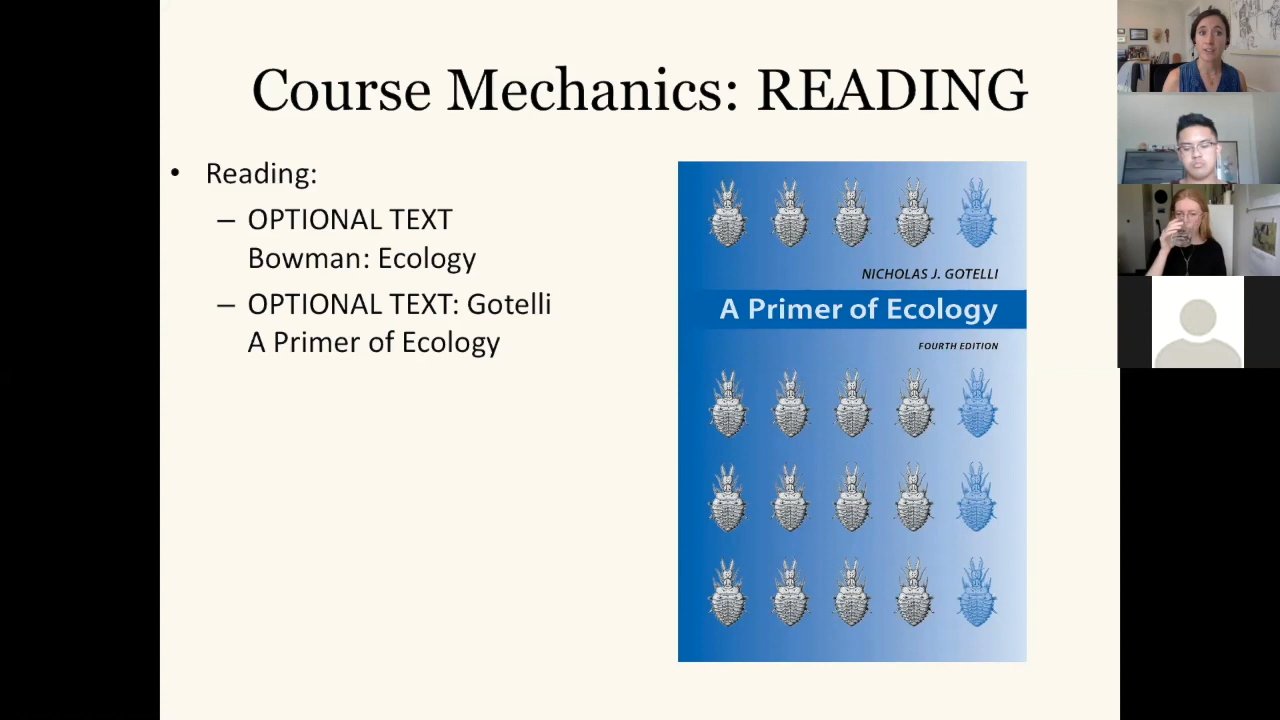 Course Mechanics: READING
• Reading:
– OPTIONAL TEXT
Bowman: Ecology
– OPTIONAL TEXT: Gotelli
A Primer of Ecology
NICHOLAS J. GOTELLI
A Primer of Ecology
FOURTH EDITION